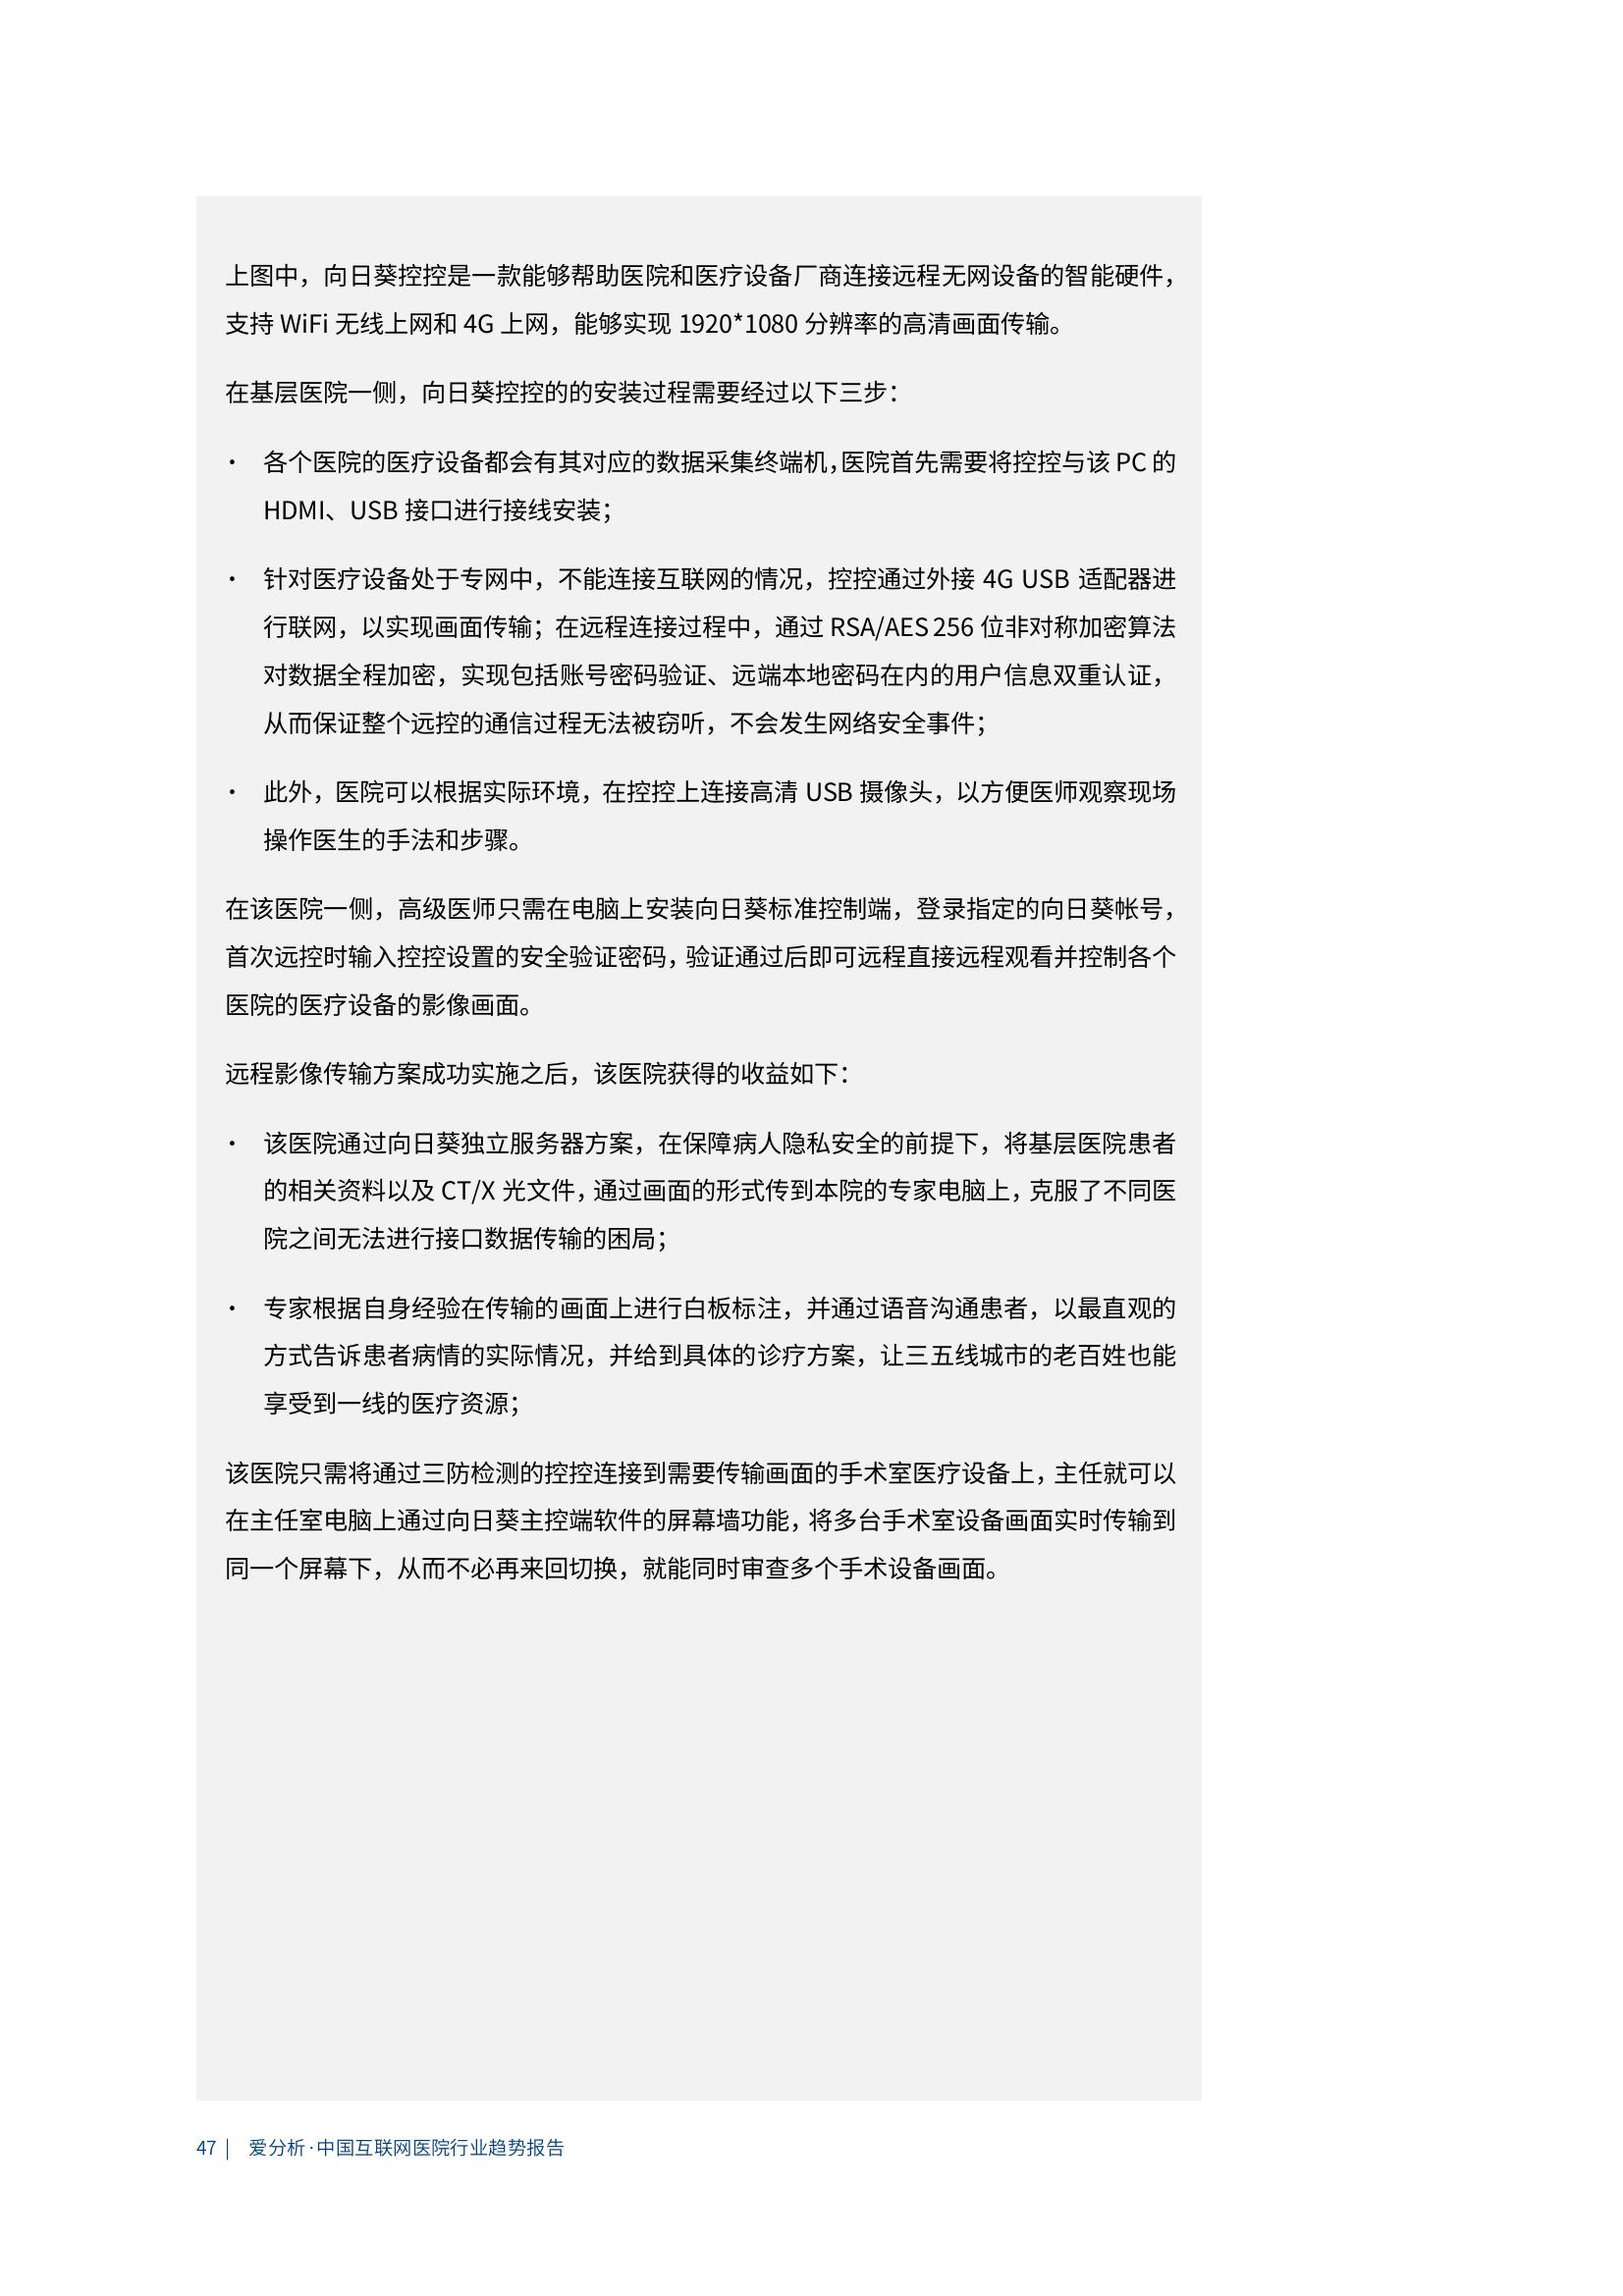 上图中，向日葵控控是一款能够帮助医院和医疗设备厂商连接远程无网设备的智能硬件，
支持 WiFi 无线上网和 4G 上网，能够实现 1920*1080 分辨率的高清画面传输。
在基层医院一侧，向日葵控控的的安装过程需要经过以下三步：
· 各个医院的医疗设备都会有其对应的数据采集终端机，医院首先需要将控控与该 PC 的
HDMI、USB 接口进行接线安装；
· 针对医疗设备处于专网中，不能连接互联网的情况，控控通过外接 4G USB 适配器进
行联网，以实现画面传输；在远程连接过程中，通过 RSA/AES 256 位非对称加密算法
对数据全程加密，实现包括账号密码验证、远端本地密码在内的用户信息双重认证，
从而保证整个远控的通信过程无法被窃听，不会发生网络安全事件；
· 此外，医院可以根据实际环境，在控控上连接高清 USB 摄像头，以方便医师观察现场
操作医生的手法和步骤。
在该医院一侧，高级医师只需在电脑上安装向日葵标准控制端，登录指定的向日葵帐号，
首次远控时输入控控设置的安全验证密码，验证通过后即可远程直接远程观看并控制各个
医院的医疗设备的影像画面。
远程影像传输方案成功实施之后，该医院获得的收益如下：
· 该医院通过向日葵独立服务器方案，在保障病人隐私安全的前提下，将基层医院患者
的相关资料以及 CT/X 光文件，通过画面的形式传到本院的专家电脑上，克服了不同医
院之间无法进行接口数据传输的困局；
· 专家根据自身经验在传输的画面上进行白板标注，并通过语音沟通患者，以最直观的
方式告诉患者病情的实际情况，并给到具体的诊疗方案，让三五线城市的老百姓也能
享受到一线的医疗资源；
该医院只需将通过三防检测的控控连接到需要传输画面的手术室医疗设备上，主任就可以
在主任室电脑上通过向日葵主控端软件的屏幕墙功能，将多台手术室设备画面实时传输到
同一个屏幕下，从而不必再来回切换，就能同时审查多个手术设备画面。
47 | 爱分析·中国互联网医院行业趋势报告